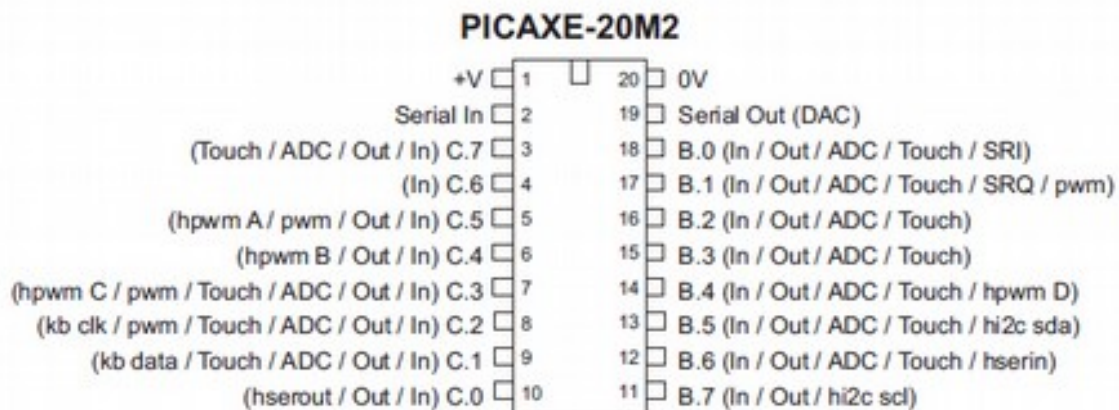 PICAXE-20M2
+V 1 20 0V
Serial In 2 19 Serial Out (DAC)
(Touch / ADC / Out / In) C.7 3 18 B.0 (In / Out / ADC / Touch / SRI)
(In) C.6 4 17 B.1 (In / Out / ADC / Touch / SRQ / pwm)
(hpwm A / pwm / Out / In) C.5 5 16 B.2 (In / Out / ADC / Touch)
(hpwm B / Out / In) C.4 6 15 B.3 (In / Out / ADC / Touch)
(hpwm C / pwm / Touch / ADC / Out / In) C.3 7 14 B.4 (In / Out / ADC / Touch / hpwm D)
(kb clk / pwm / Touch / ADC / Out / In) C.2 8 13 B.5 (In / Out / ADC / Touch / hi2c sda)
(kb data / Touch / ADC / Out / In) C.1 9 12 B.6 (In / Out / ADC / Touch / hserin)
(hserout / Out / In) C.0 10 11 B.7 (In / Out / hi2c scl)